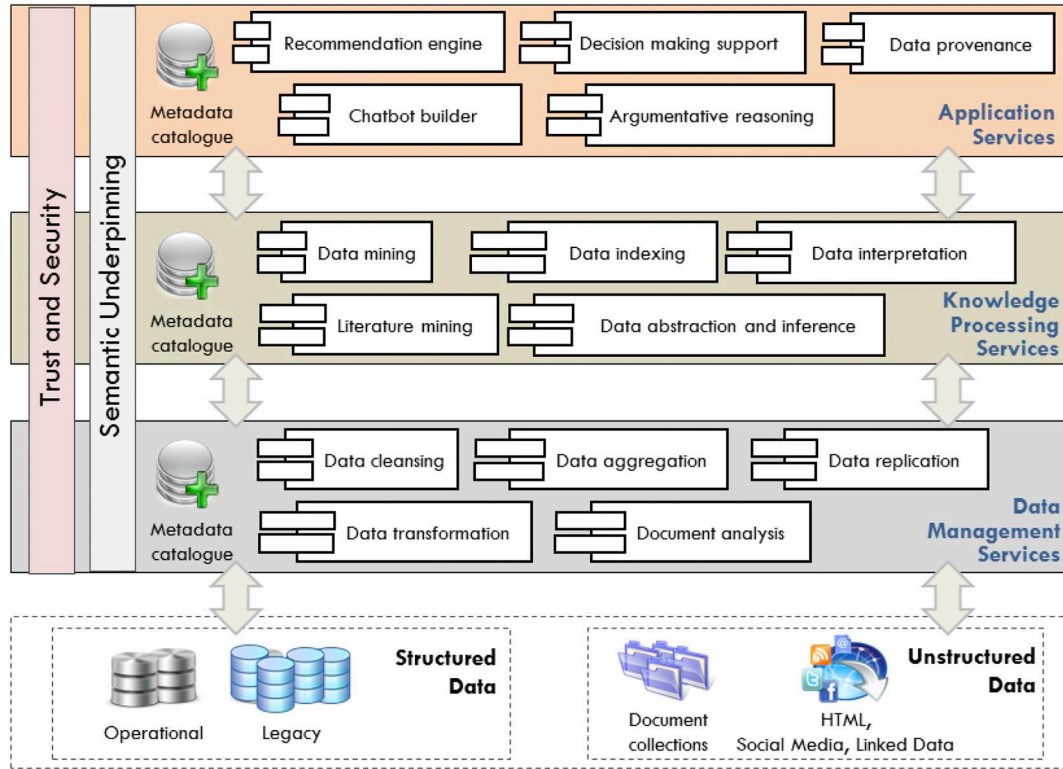 Trust and Security
Semantic Underpinning
Metadata
catalogue
Recommendation engine
Decision making support
Data provenance
Chatbot builder
Argumentative reasoning
Application
Services
Metadata
catalogue
Data mining
Data indexing
Data interpretation
Literature mining
Data abstraction and inference
Knowledge
Processing
Services
Metadata
catalogue
Data cleansing
Data aggregation
Data replication
Data transformation
Document analysis
Data
Management
Services
Structured
Data
Operational
Legacy
Unstructured
Data
Document
collections
HTML,
Social Media, Linked Data